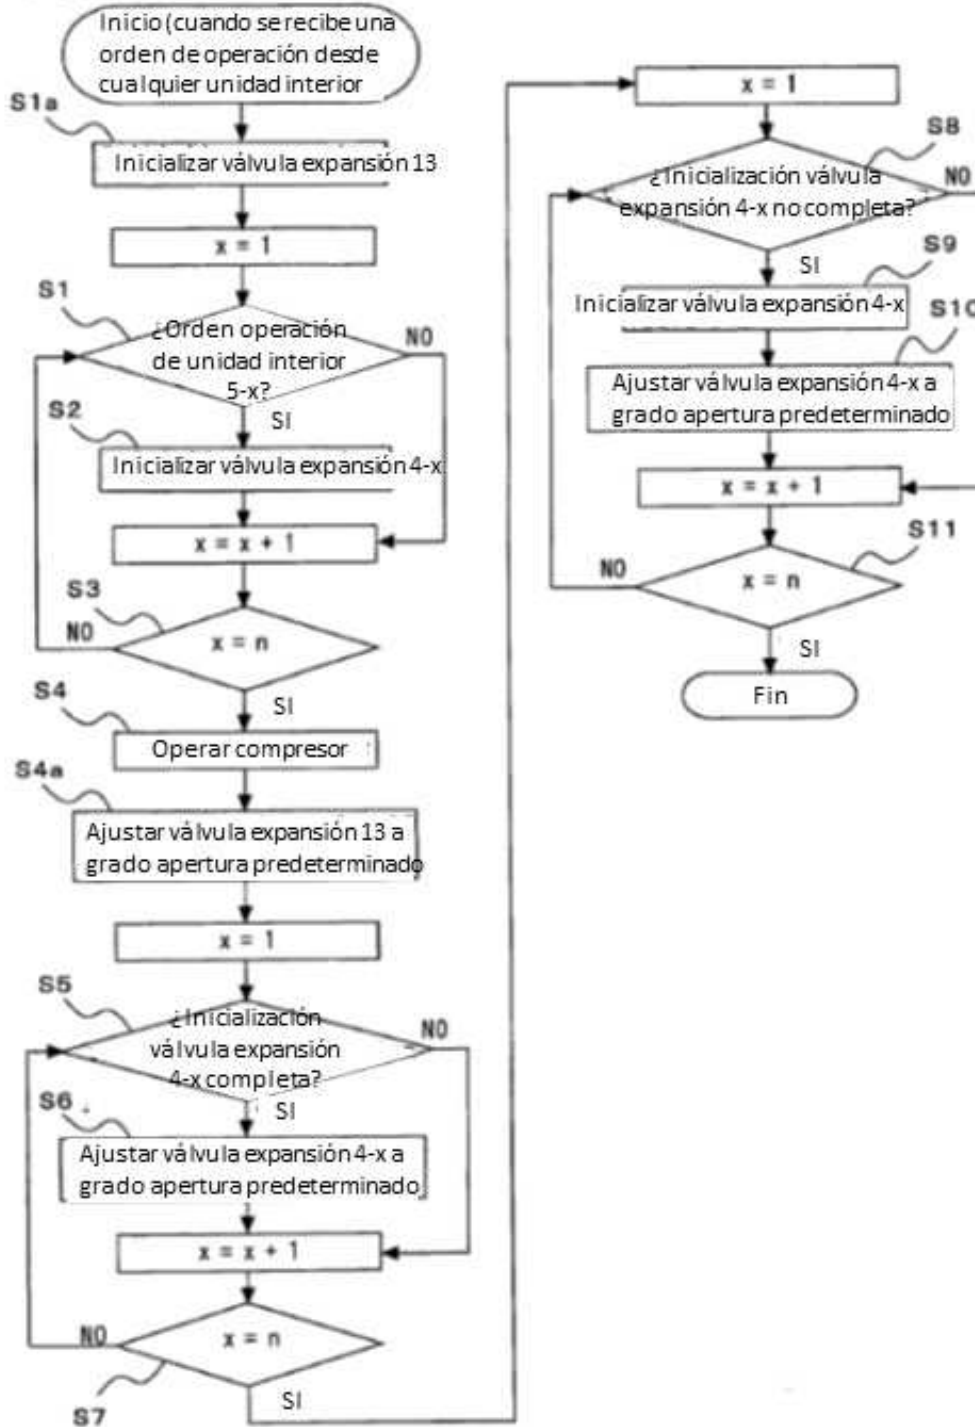 Inicio (cuando se recibe una
orden de operación desde
cualquier unidad interior
S1a
Inicializar válvula expansión 13
x = 1
S1
¿Orden operación
de unidad interior
5-x?
NO
SI
S2
Inicializar válvula expansión 4-x
x = x + 1
S3
NO
x = n
SI
S4
Operar compresor
S4a
Ajustar válvula expansión 13 a
grado apertura predeterminado
x = 1
S5
¿Inicialización
válvula expansión
4-x completa?
NO
SI
S6
Ajustar válvula expansión 4-x a
grado apertura predeterminado
x = x + 1
NO
x = n
S7
SI
x = 1
S8
¿Inicialización válvula
expansión 4-x no completa?
NO
SI
S9
Inicializar válvula expansión 4-x
S10
Ajustar válvula expansión 4-x a
grado apertura predeterminado
x = x + 1
S11
NO
x = n
SI
Fin